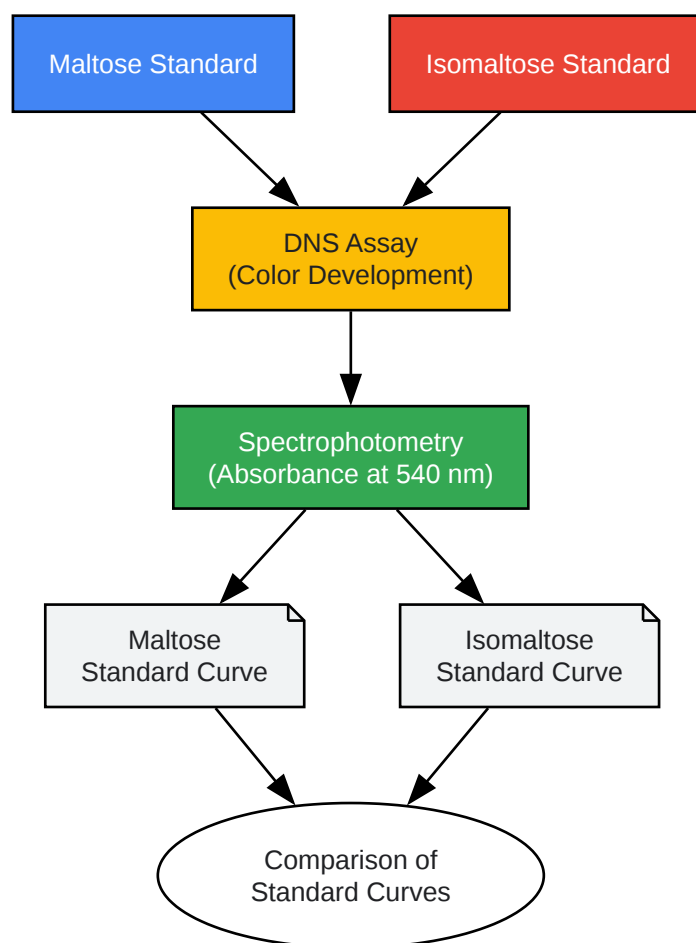 Maltose Standard
Isomaltose Standard
DNS Assay
(Color Development)
Spectrophotometry
(Absorbance at 540 nm)
Maltose
Standard Curve
Isomaltose
Standard Curve
Comparison of
Standard Curves